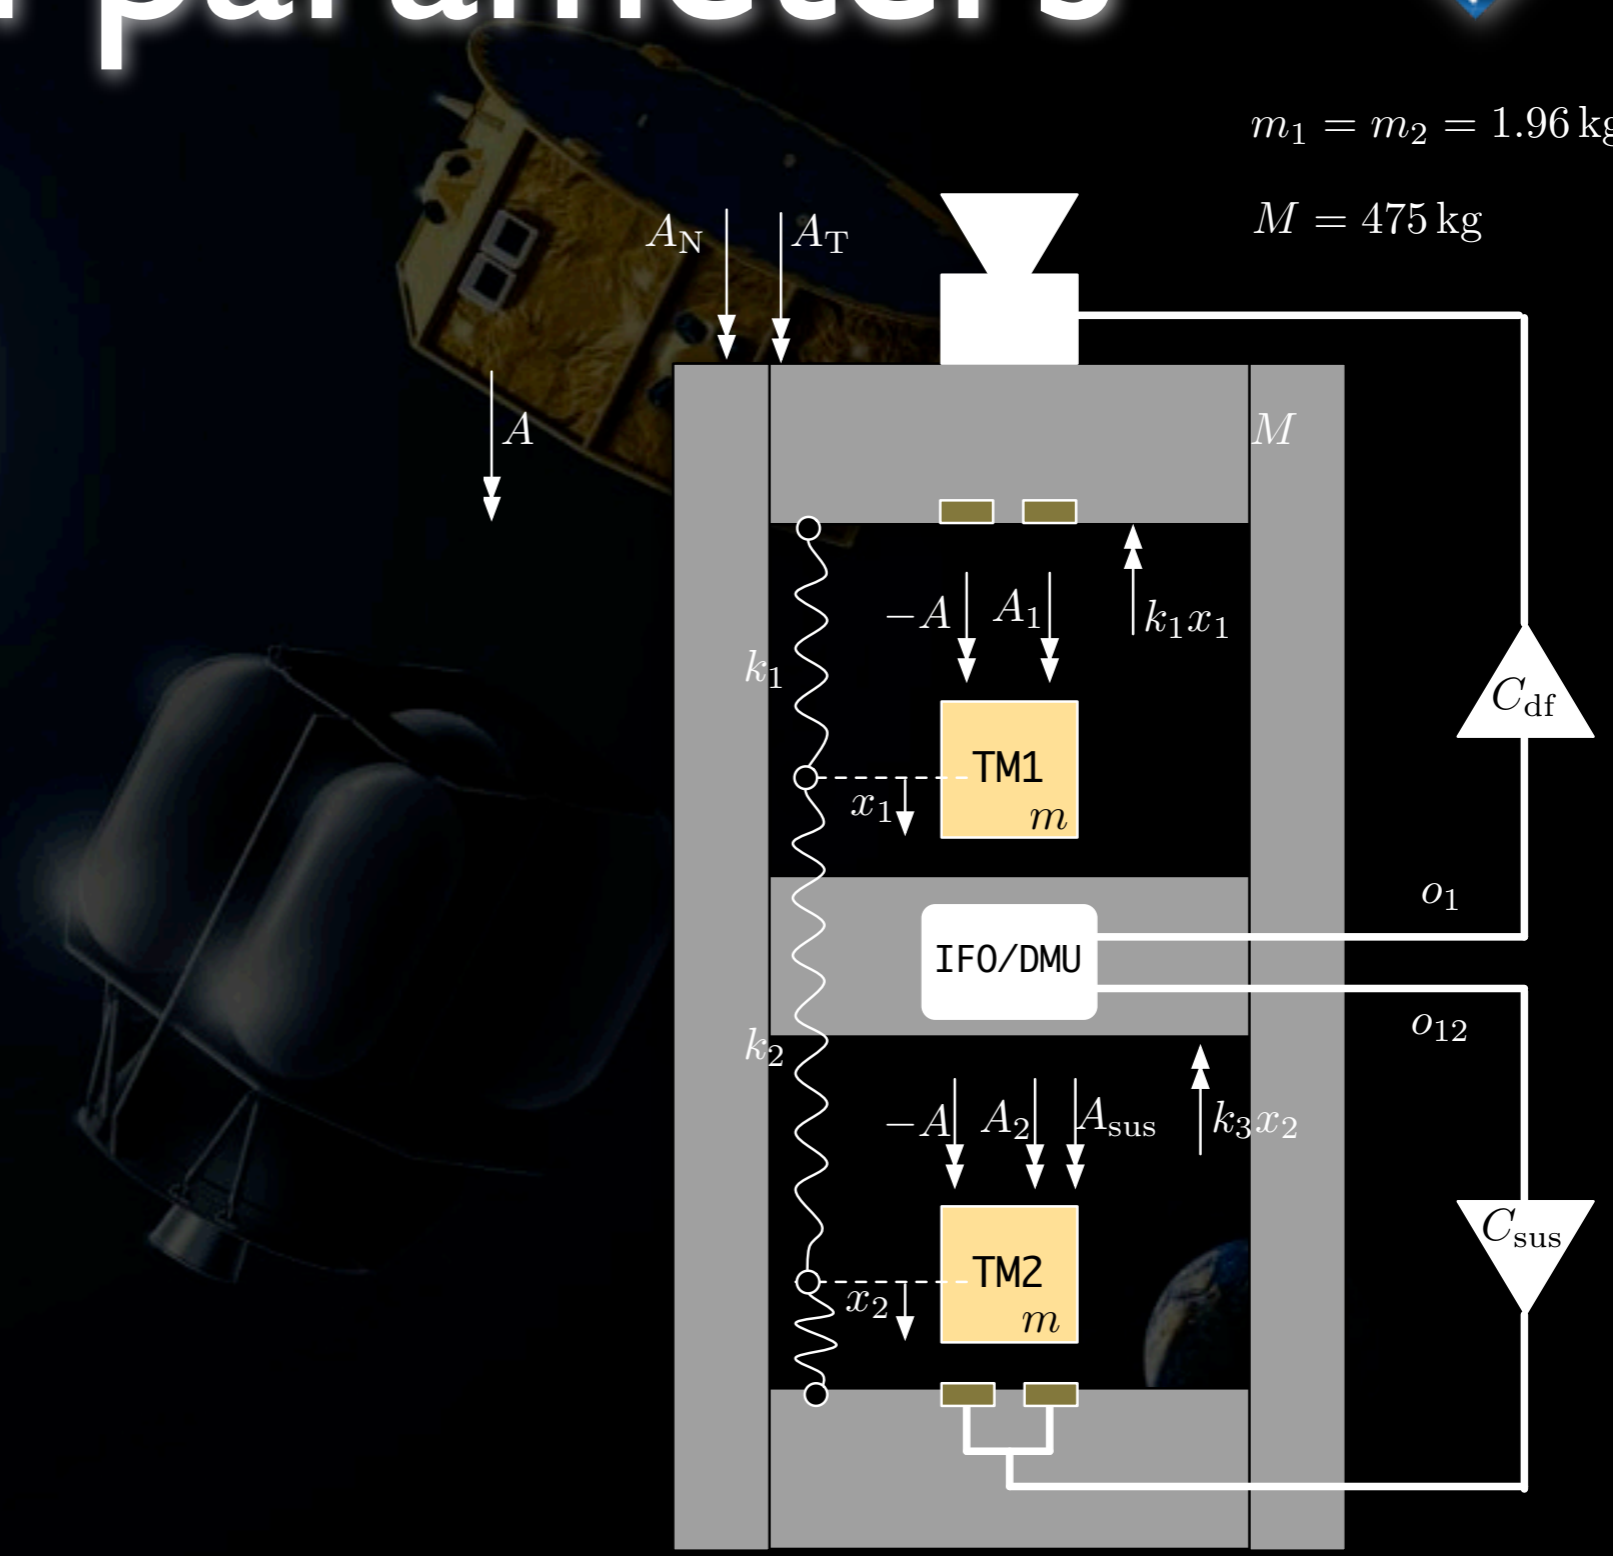 parameters
m₁ = m₂ = 1.96 kg
M = 475 kg
A_N
A_T
A
M
−A
A₁
k₁x₁
k₁
C_df
TM1
x₁
m
o₁
IFO/DMU
o₁₂
k₂
−A
A₂
A_sus
k₃x₂
C_sus
TM2
x₂
m